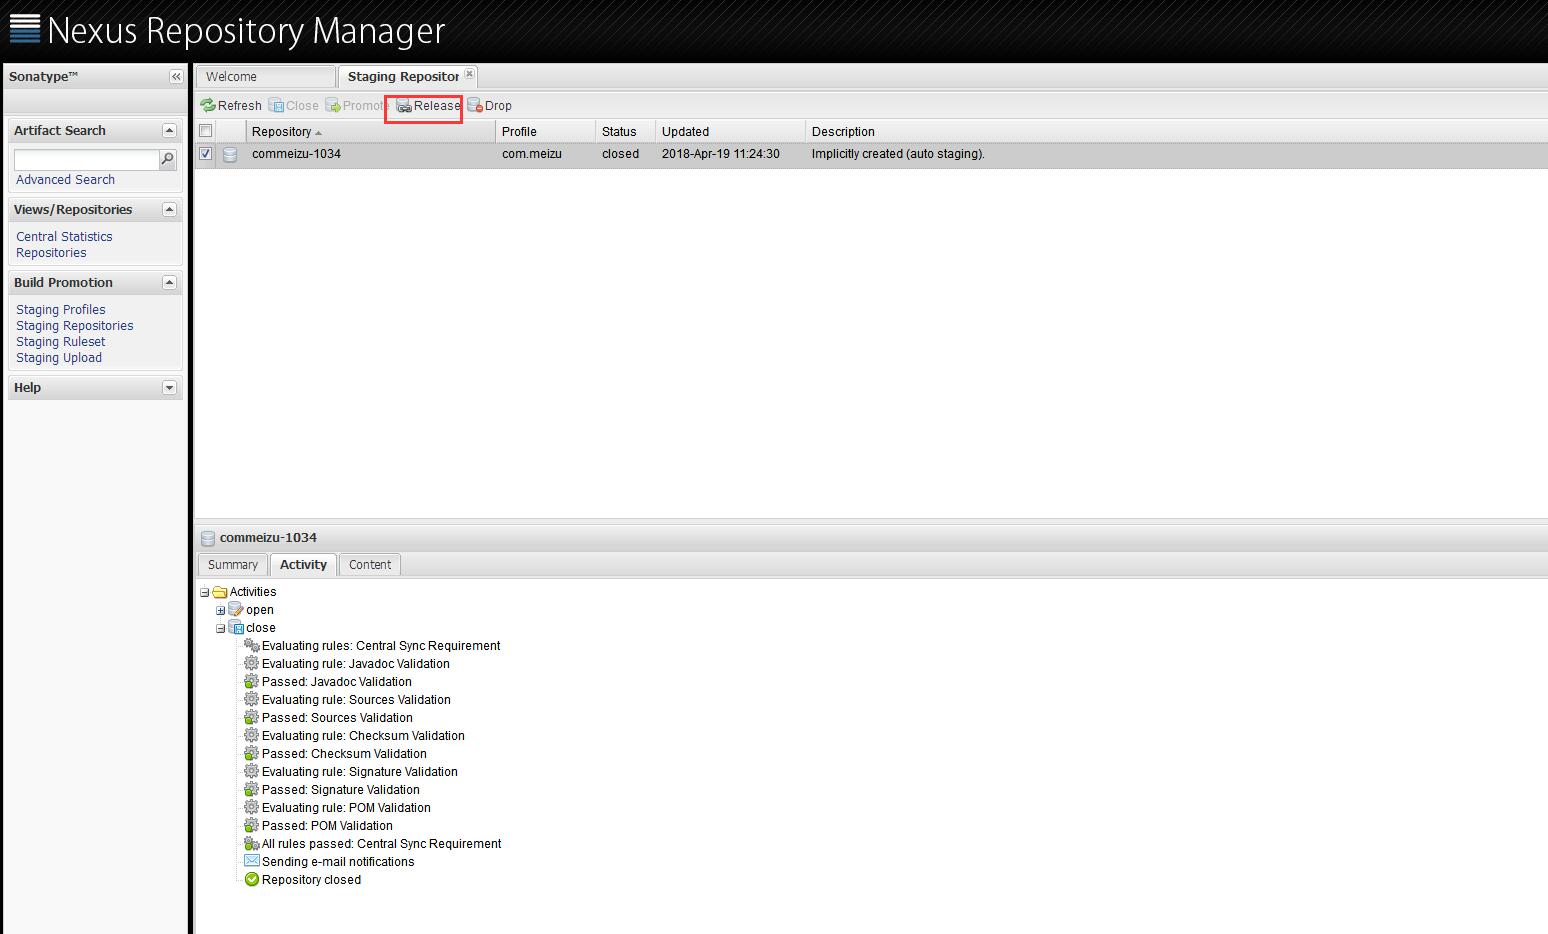 Nexus Repository Manager
Sonatype™
Welcome
Staging Repositor
Refresh Close Promote Release Drop
Artifact Search
Advanced Search
Views/Repositories
Central Statistics
Repositories
Build Promotion
Staging Profiles
Staging Repositories
Staging Ruleset
Staging Upload
Help
Repository Profile Status Updated Description
commeizu-1034 com.meizu closed 2018-Apr-19 11:24:30 Implicitly created (auto staging).
commeizu-1034
Summary Activity Content
Activities
open
close
Evaluating rules: Central Sync Requirement
Evaluating rule: Javadoc Validation
Passed: Javadoc Validation
Evaluating rule: Sources Validation
Passed: Sources Validation
Evaluating rule: Checksum Validation
Passed: Checksum Validation
Evaluating rule: Signature Validation
Passed: Signature Validation
Evaluating rule: POM Validation
Passed: POM Validation
All rules passed: Central Sync Requirement
Sending e-mail notifications
Repository closed